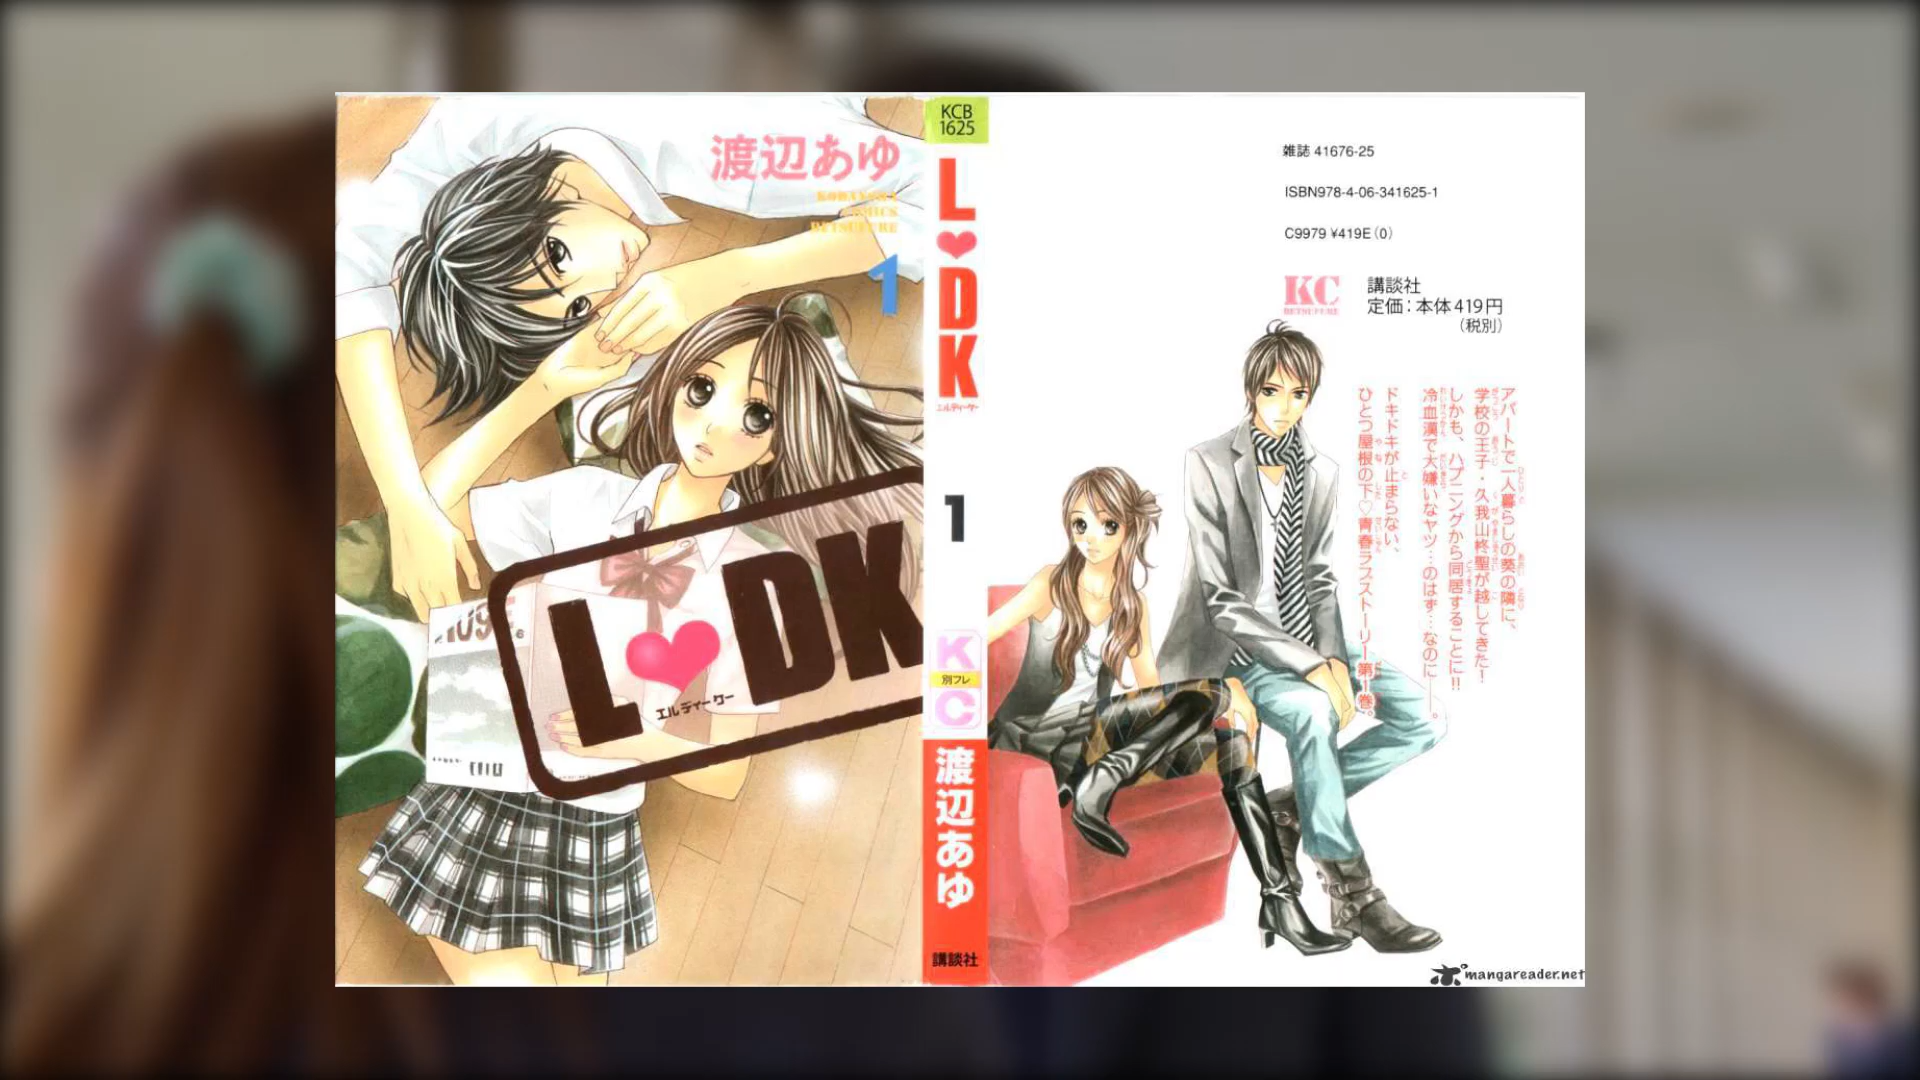 渡辺あゆ
KODANSHA
COMICS
BETSUFURE
1
109
L♥DK
エルディーケー
KCB
1625
L♥DK
エルディーケー
1
K
別フレ
C
渡辺あゆ
講談社
雑誌 41676-25
ISBN978-4-06-341625-1
C9979 ¥419E(0)
KC
BETSUFURE
講談社
定価:本体419円
(税別)
アパートで一人暮らしの葵の隣に、
学校の王子・久我山柊聖が越してきた!
しかも、ハプニングから同居することに!!
冷血漢で大嫌いなヤツ…のはず…なのに――。
ドキドキが止まらない、
ひとつ屋根の下♡青春ラブストーリー第1巻。
mangareader.net